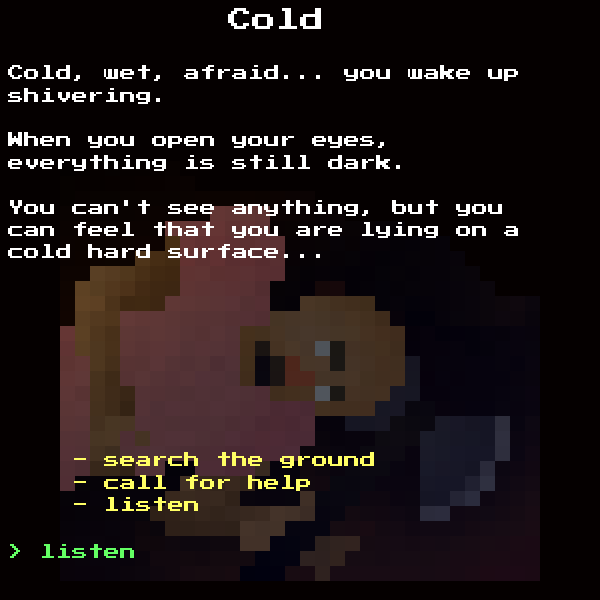 Cold
Cold, wet, afraid... you wake up
shivering.
When you open your eyes,
everything is still dark.
You can't see anything, but you
can feel that you are lying on a
cold hard surface...
- search the ground
- call for help
- listen
> listen